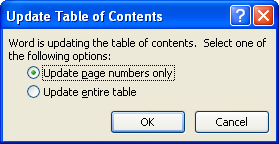 Update Table of Contents
Word is updating the table of contents. Select one of
the following options:
Update page numbers only
Update entire table
OK Cancel